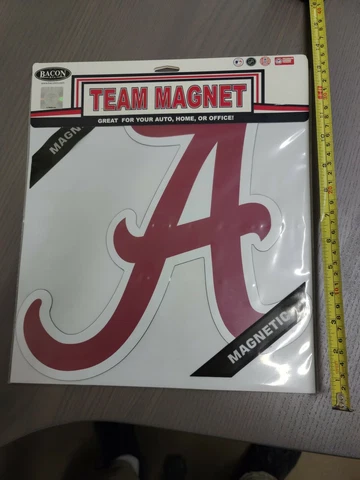 BACON
TEAM MAGNET
GREAT FOR YOUR AUTO, HOME, OR OFFICE!
MAGN
A
MAGNETIC